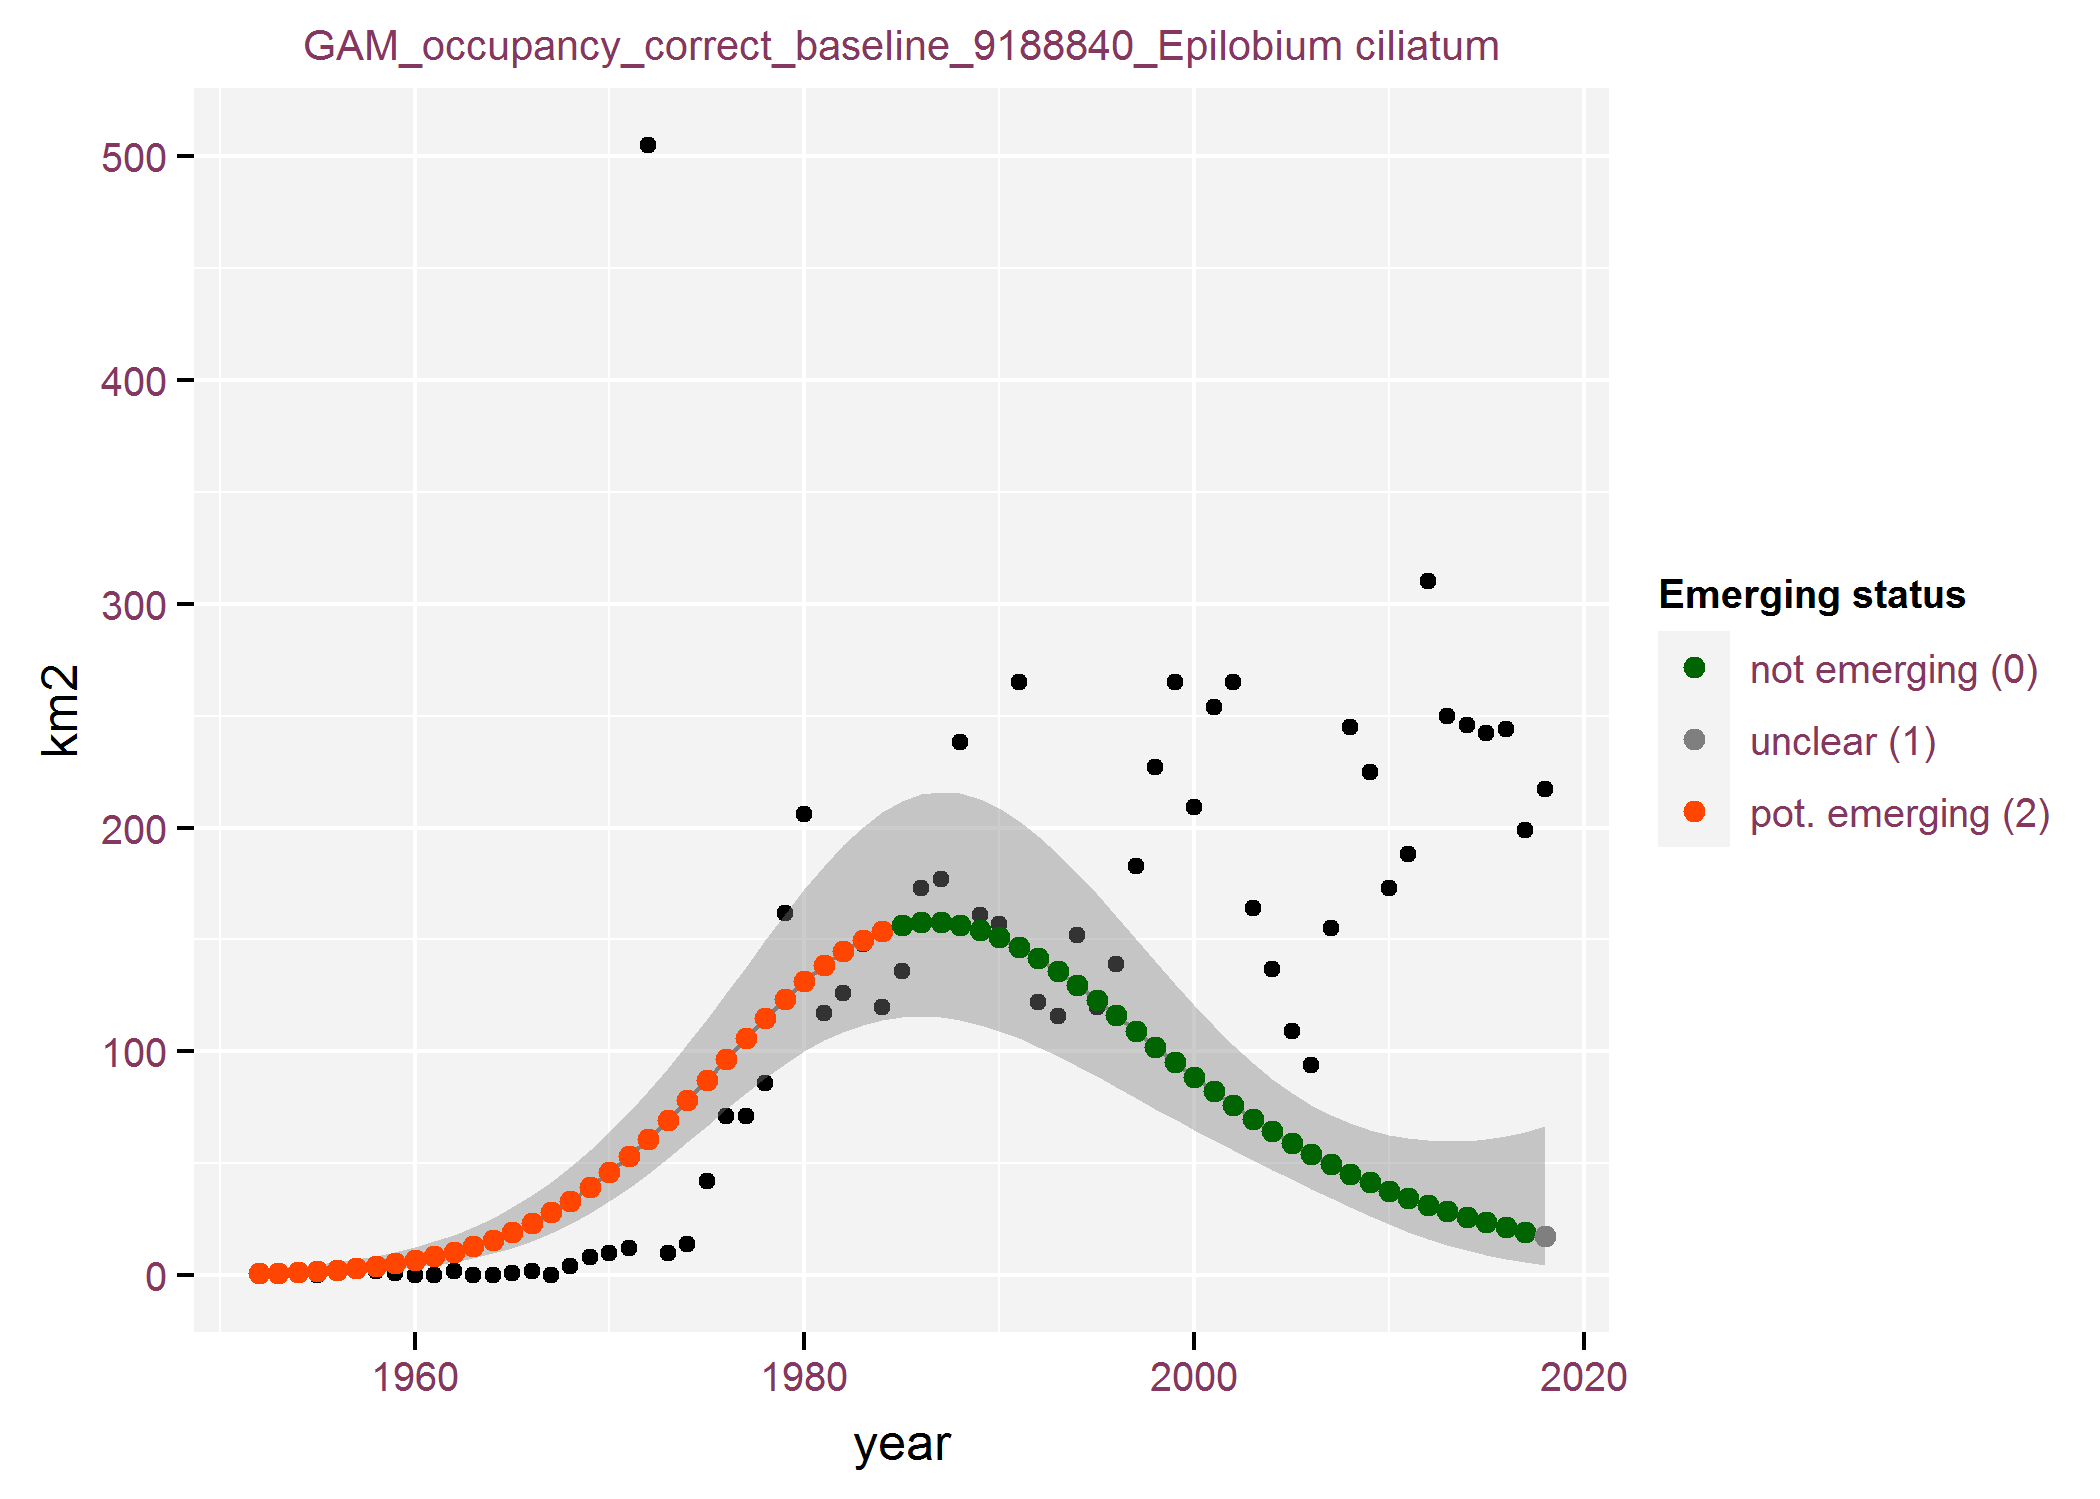 GAM_occupancy_correct_baseline_9188840_Epilobium ciliatum
500
400
300
200
100
0
km2
1960
1980
2000
2020
year
Emerging status
not emerging (0)
unclear (1)
pot. emerging (2)